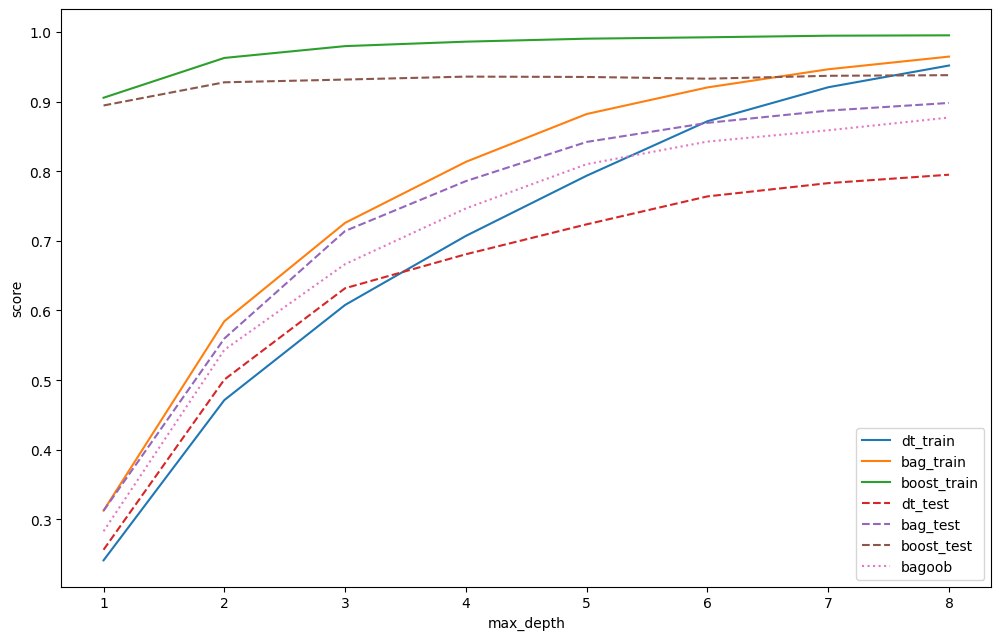 1.0
0.9
0.8
0.7
0.6
0.5
0.4
0.3
score
1 2 3 4 5 6 7 8
max_depth
dt_train
bag_train
boost_train
dt_test
bag_test
boost_test
bagoob